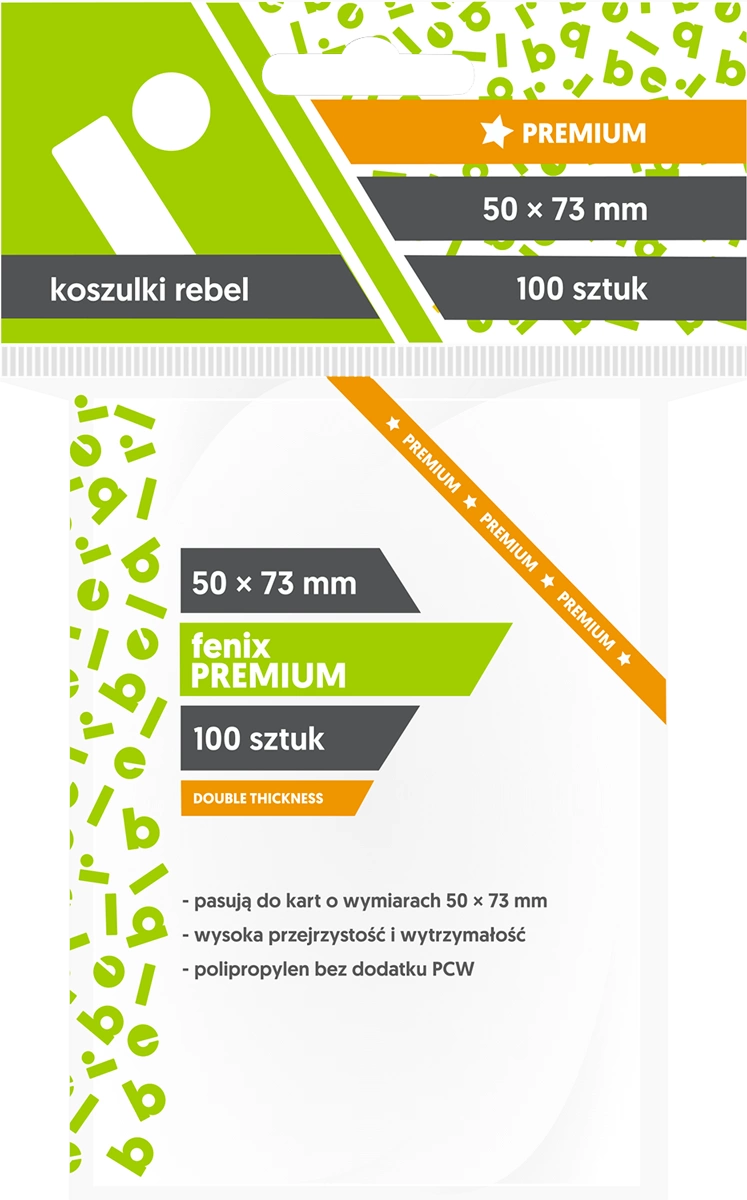 ★ PREMIUM
50 × 73 mm
koszulki rebel
100 sztuk
★ PREMIUM ★ PREMIUM ★ PREMIUM ★
50 × 73 mm
fenix
PREMIUM
100 sztuk
DOUBLE THICKNESS
- pasują do kart o wymiarach 50 × 73 mm
- wysoka przejrzystość i wytrzymałość
- polipropylen bez dodatku PCW